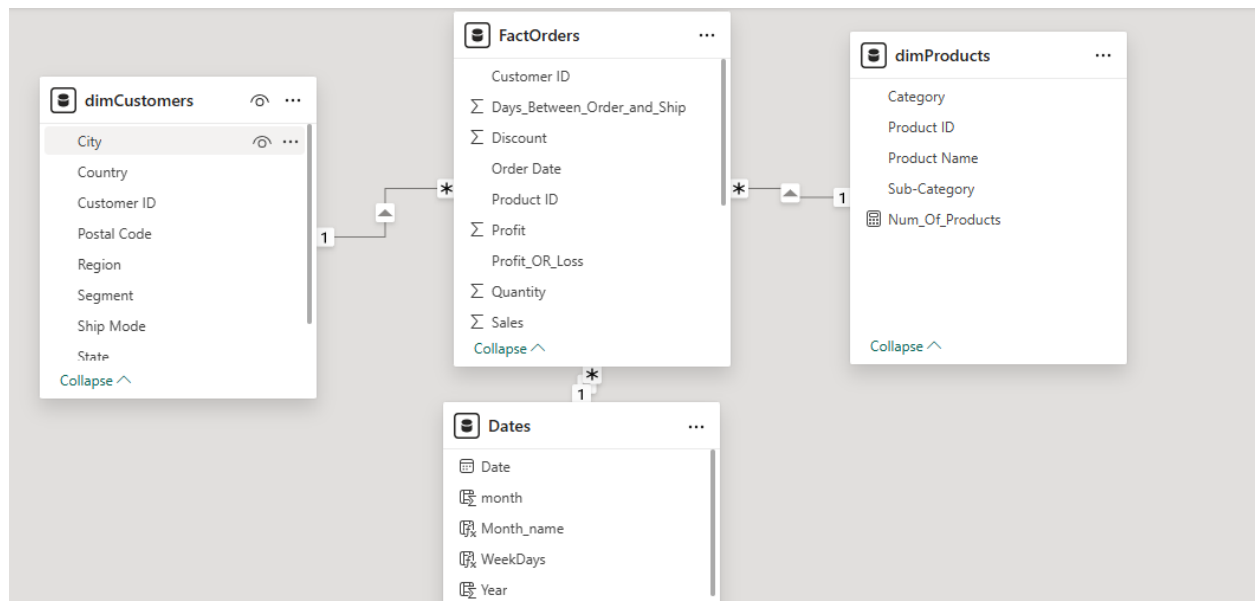 FactOrders
Customer ID
Days_Between_Order_and_Ship
Discount
Order Date
Product ID
Profit
Profit_OR_Loss
Quantity
Sales
Collapse
dimProducts
Category
Product ID
Product Name
Sub-Category
Num_Of_Products
Collapse
dimCustomers
City
Country
Customer ID
Postal Code
Region
Segment
Ship Mode
State
Collapse
1
*
*
1
*
1
Dates
Date
month
Month_name
WeekDays
Year